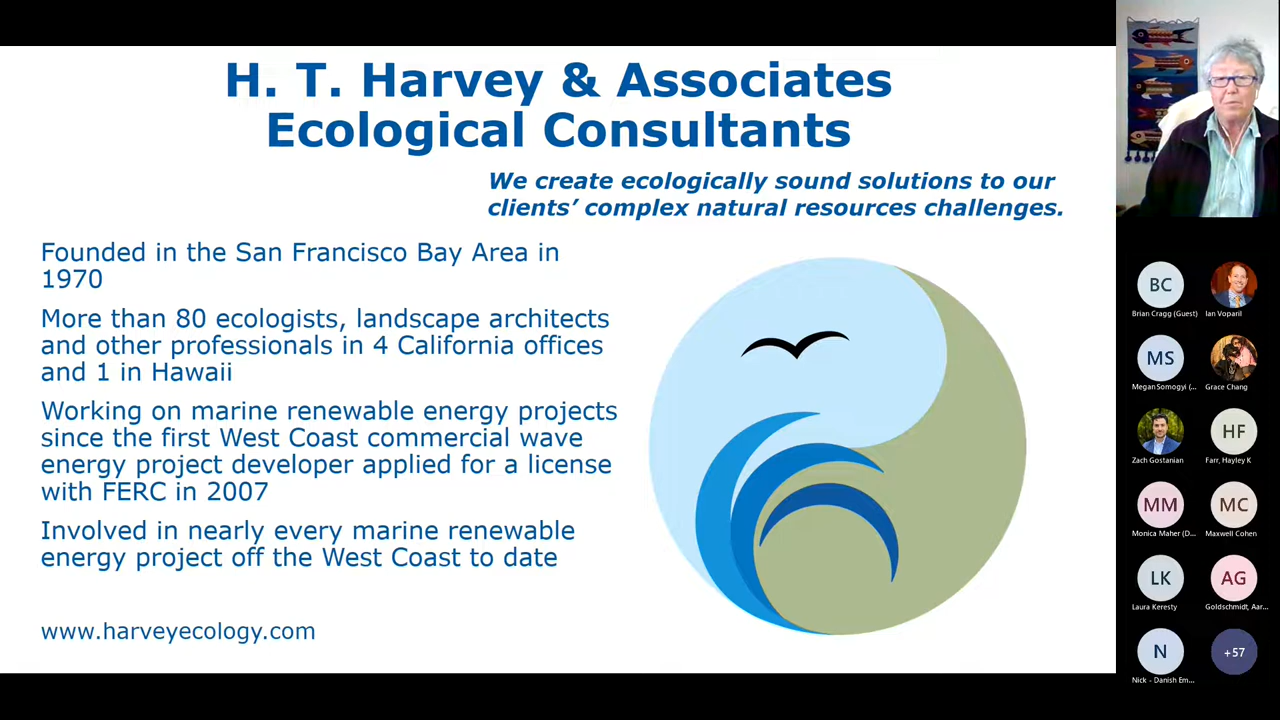 H. T. Harvey & Associates
Ecological Consultants
We create ecologically sound solutions to our
clients’ complex natural resources challenges.
Founded in the San Francisco Bay Area in
1970
More than 80 ecologists, landscape architects
and other professionals in 4 California offices
and 1 in Hawaii
Working on marine renewable energy projects
since the first West Coast commercial wave
energy project developer applied for a license
with FERC in 2007
Involved in nearly every marine renewable
energy project off the West Coast to date
www.harveyecology.com
BC
Brian Cragg (Guest)
Ian Voparil
MS
Megan Somogyi (...
Grace Chang
Zach Gostanian
HF
Farr, Hayley K
MM
Monica Maher (D...
MC
Maxwell Cohen
LK
Laura Keresty
AG
Goldschmidt, Aar...
N
Nick - Danish Em...
+57